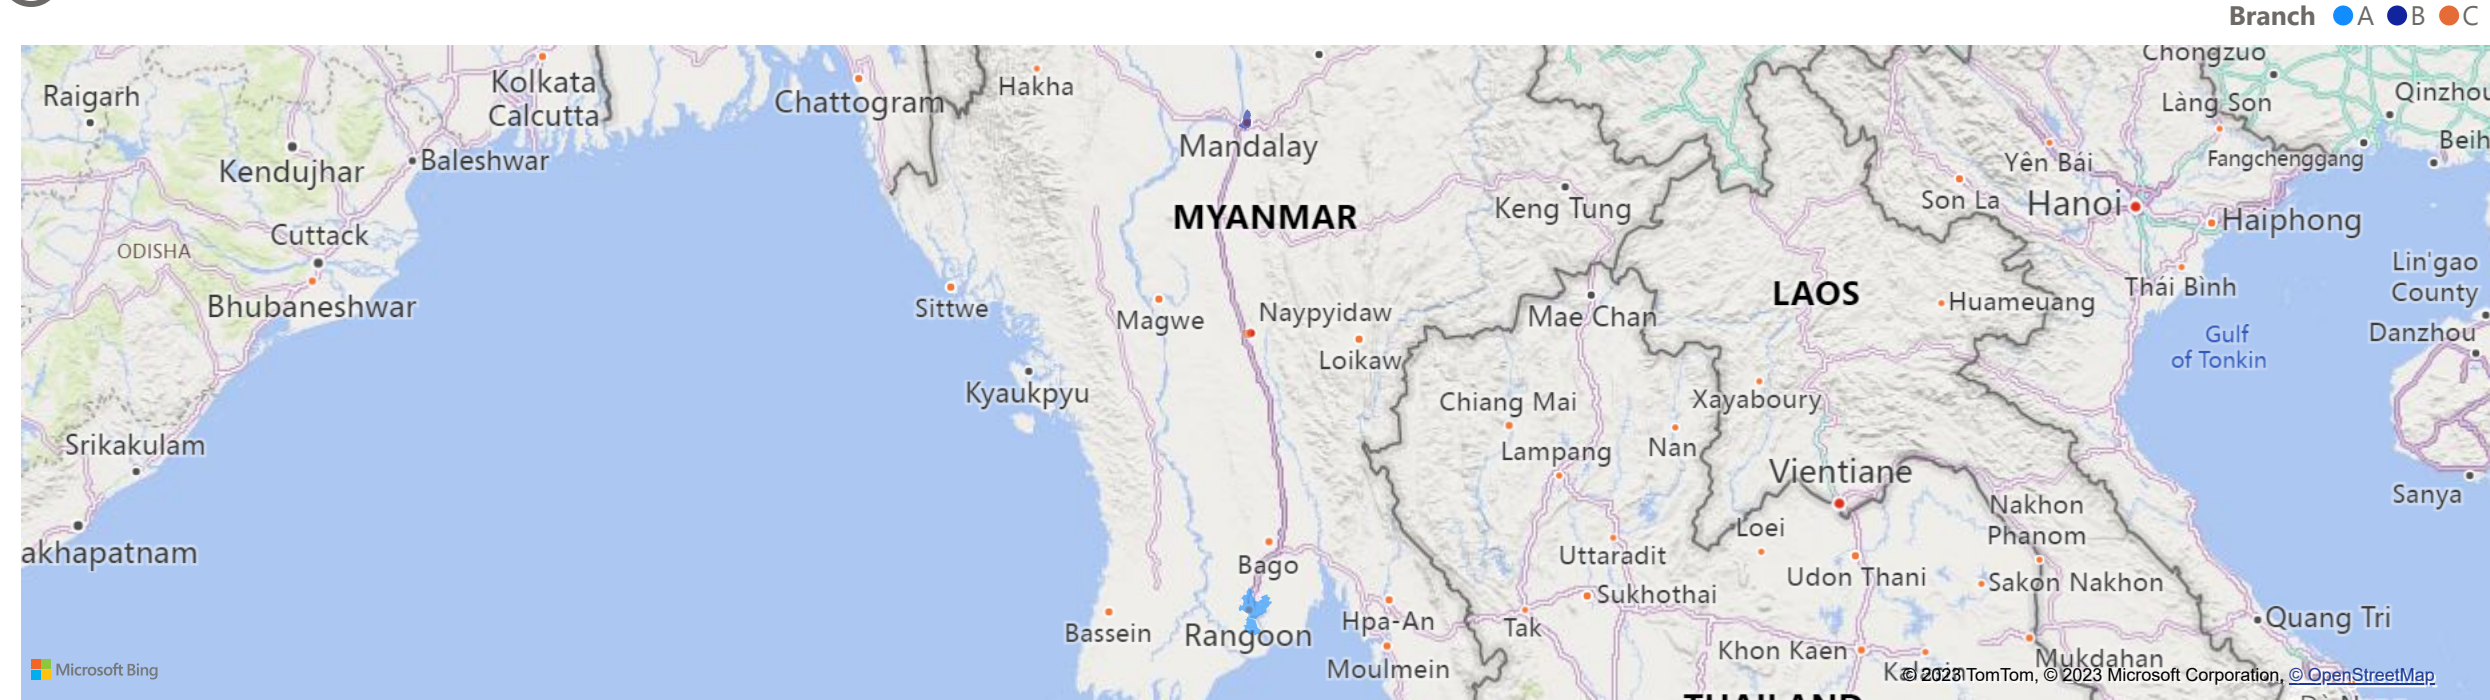 Branch A B C
Chongzuo
Kolkata
Calcutta
Raigarh
Hakha
Chattogram
Qinzhou
Làng Son
Beih
Mandalay
Baleshwar
Kendujhar
Yên Bái
Fangchenggang
Son La
Hanoi
Haiphong
Keng Tung
MYANMAR
Cuttack
ODISHA
Lin'gao
County
Thái Bình
LAOS
Huameuang
Bhubaneshwar
Sittwe
Magwe
Naypyidaw
Mae Chan
Danzhou
Gulf
of Tonkin
Loikaw
Kyaukpyu
Chiang Mai
Xayaboury
Srikakulam
Lampang
Nan
Vientiane
Sanya
Nakhon
Phanom
Loei
akhapatnam
Uttaradit
Bago
Udon Thani
Sakon Nakhon
Sukhothai
Quang Tri
Hpa-An
Tak
Bassein
Rangoon
Khon Kaen
Mukdahan
Moulmein
Microsoft Bing
© 2023 TomTom, © 2023 Microsoft Corporation, © OpenStreetMap
THAILAND